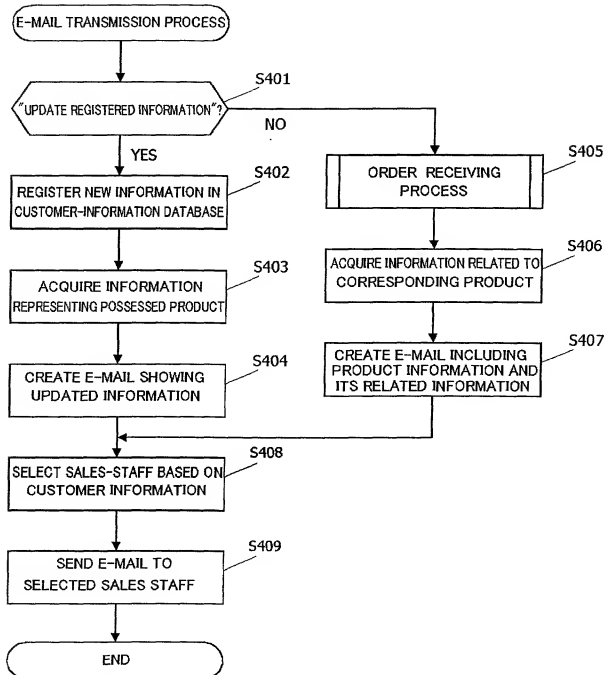 E-MAIL TRANSMISSION PROCESS
S401
"UPDATE REGISTERED INFORMATION"?
NO
YES
S402
REGISTER NEW INFORMATION IN
CUSTOMER-INFORMATION DATABASE
S405
ORDER RECEIVING
PROCESS
S403
ACQUIRE INFORMATION
REPRESENTING POSSESSED PRODUCT
S406
ACQUIRE INFORMATION RELATED TO
CORRESPONDING PRODUCT
S404
CREATE E-MAIL SHOWING
UPDATED INFORMATION
S407
CREATE E-MAIL INCLUDING
PRODUCT INFORMATION AND
ITS RELATED INFORMATION
S408
SELECT SALES-STAFF BASED ON
CUSTOMER INFORMATION
S409
SEND E-MAIL TO
SELECTED SALES STAFF
END